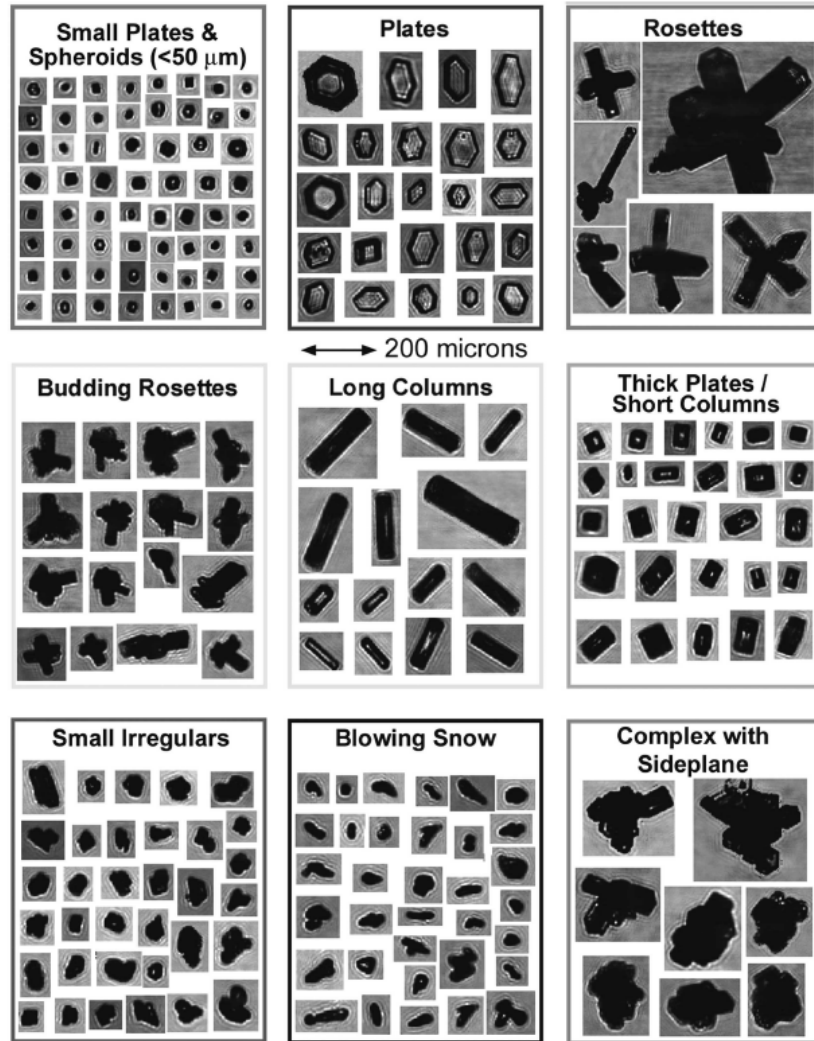 Small Plates &
Spheroids (<50 μm)
Plates
Rosettes
200 microns
Budding Rosettes
Long Columns
Thick Plates /
Short Columns
Small Irregulars
Blowing Snow
Complex with
Sideplane